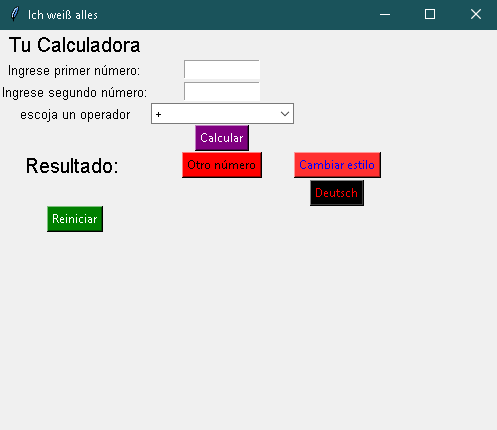 Ich weiß alles
Tu Calculadora
Ingrese primer número:
Ingrese segundo número:
escoja un operador +
Calcular
Resultado: Otro número Cambiar estilo
Deutsch
Reiniciar